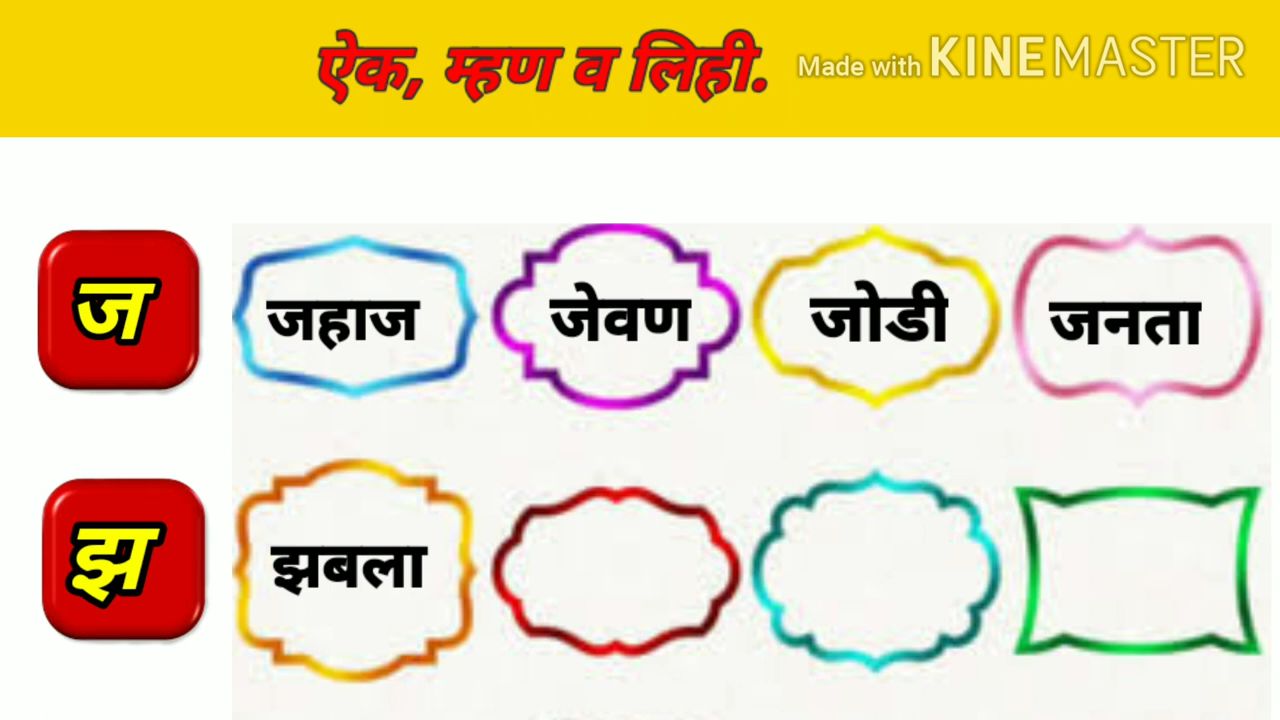 ऐक, म्हण व लिही.
Made with KINEMASTER
ज जहाज जेवण जोडी जनता
झ झबला